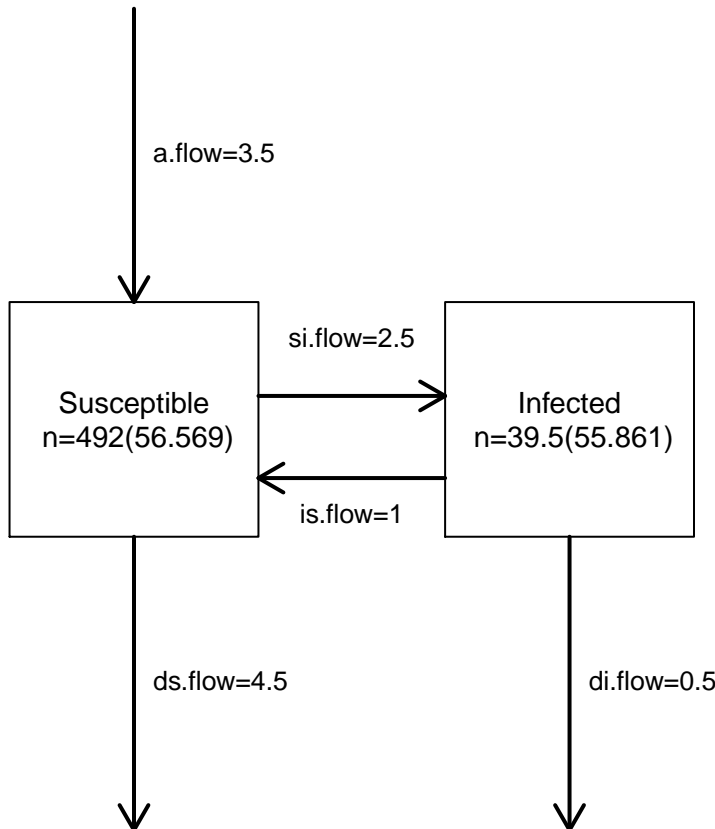 a.flow=3.5
si.flow=2.5
Susceptible
n=492(56.569)
Infected
n=39.5(55.861)
is.flow=1
ds.flow=4.5
di.flow=0.5